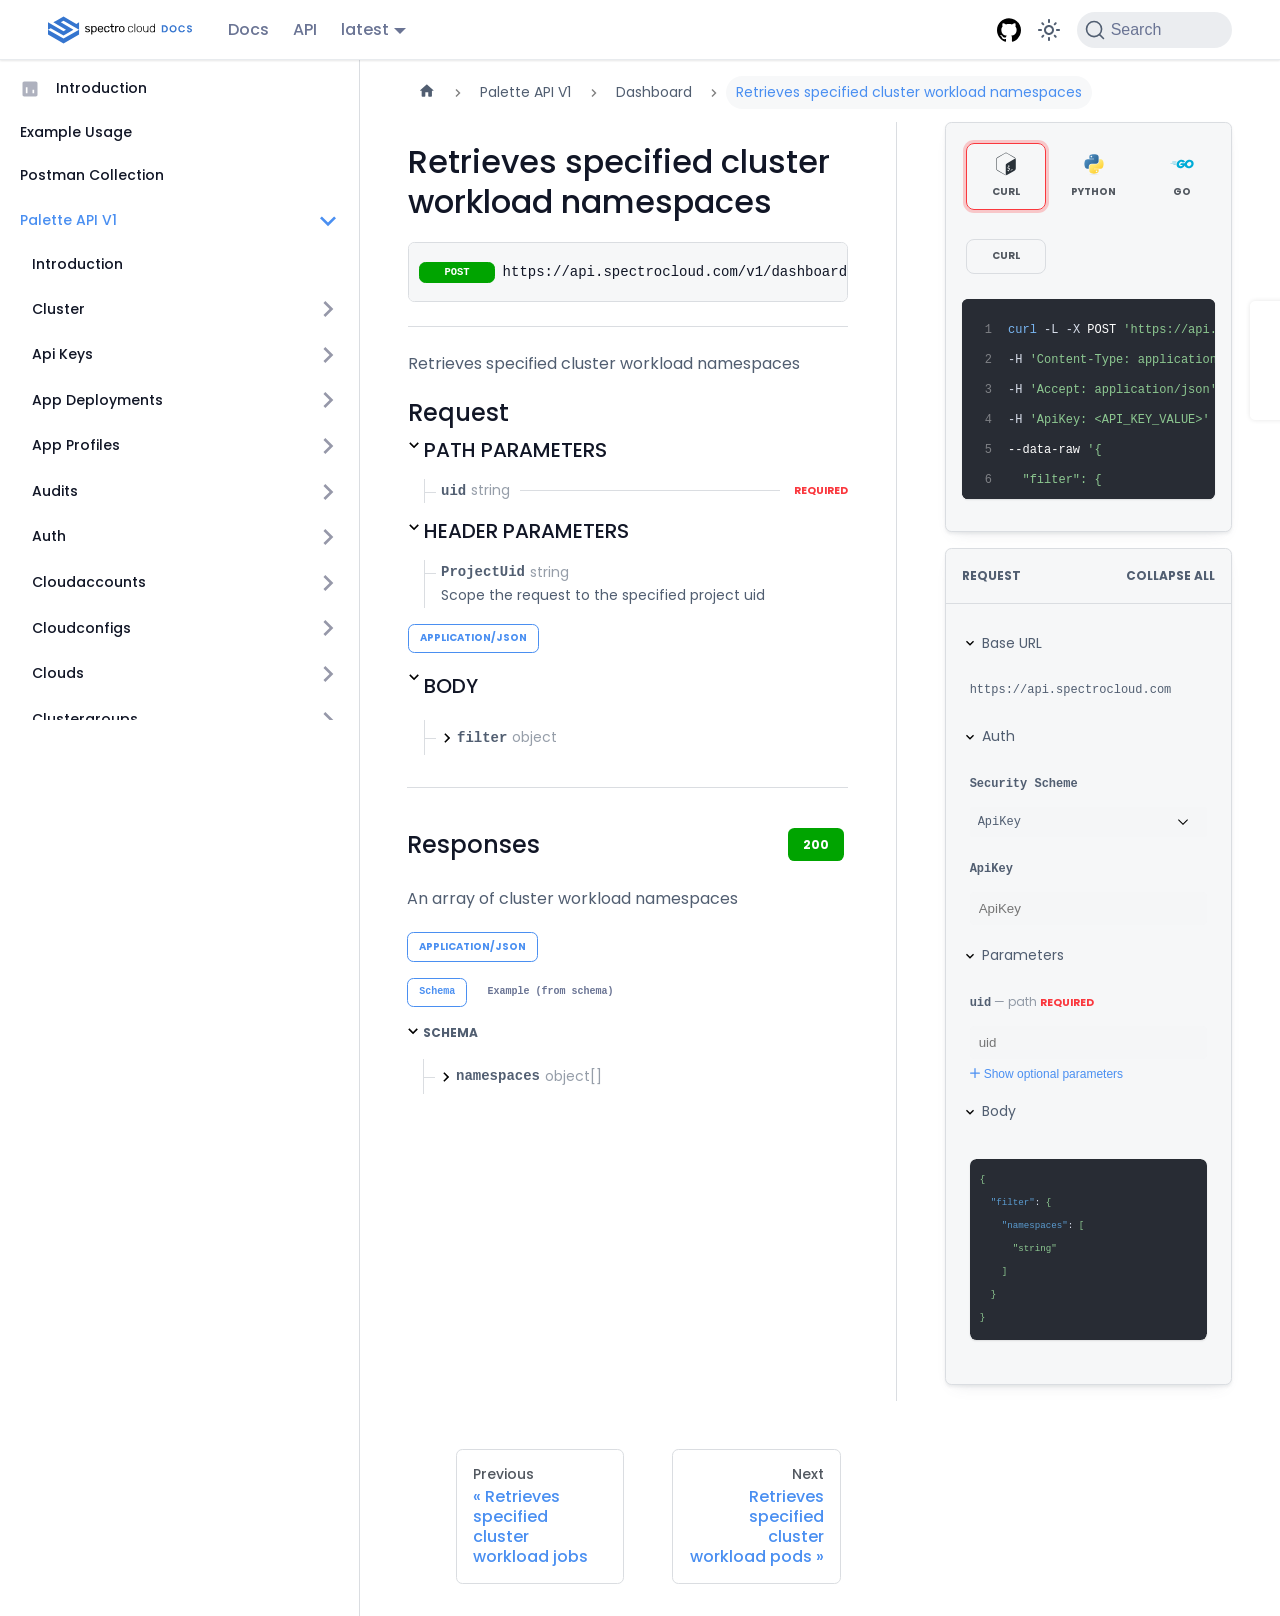 spectro cloud DOCS
Docs
API
latest
Search
Introduction
Example Usage
Postman Collection
Palette API V1
Introduction
Cluster
Api Keys
App Deployments
App Profiles
Audits
Auth
Cloudaccounts
Cloudconfigs
Clouds
Clustergroups
Palette API V1
Dashboard
Retrieves specified cluster workload namespaces
Retrieves specified cluster
workload namespaces
POST https://api.spectrocloud.com/v1/dashboard
Retrieves specified cluster workload namespaces
Request
PATH PARAMETERS
uid string REQUIRED
HEADER PARAMETERS
ProjectUid string
Scope the request to the specified project uid
APPLICATION/JSON
BODY
filter object
Responses
200
An array of cluster workload namespaces
APPLICATION/JSON
Schema
Example (from schema)
SCHEMA
namespaces object[]
CURL
PYTHON
GO
CURL
1 curl -L -X POST 'https://api.
2 -H 'Content-Type: application
3 -H 'Accept: application/json'
4 -H 'ApiKey: <API_KEY_VALUE>'
5 --data-raw '{
6 "filter": {
REQUEST
COLLAPSE ALL
Base URL
https://api.spectrocloud.com
Auth
Security Scheme
ApiKey
ApiKey
ApiKey
Parameters
uid — path REQUIRED
uid
Show optional parameters
Body
{
"filter": {
"namespaces": [
"string"
]
}
}
Previous
« Retrieves
specified
cluster
workload jobs
Next
Retrieves
specified
cluster
workload pods »